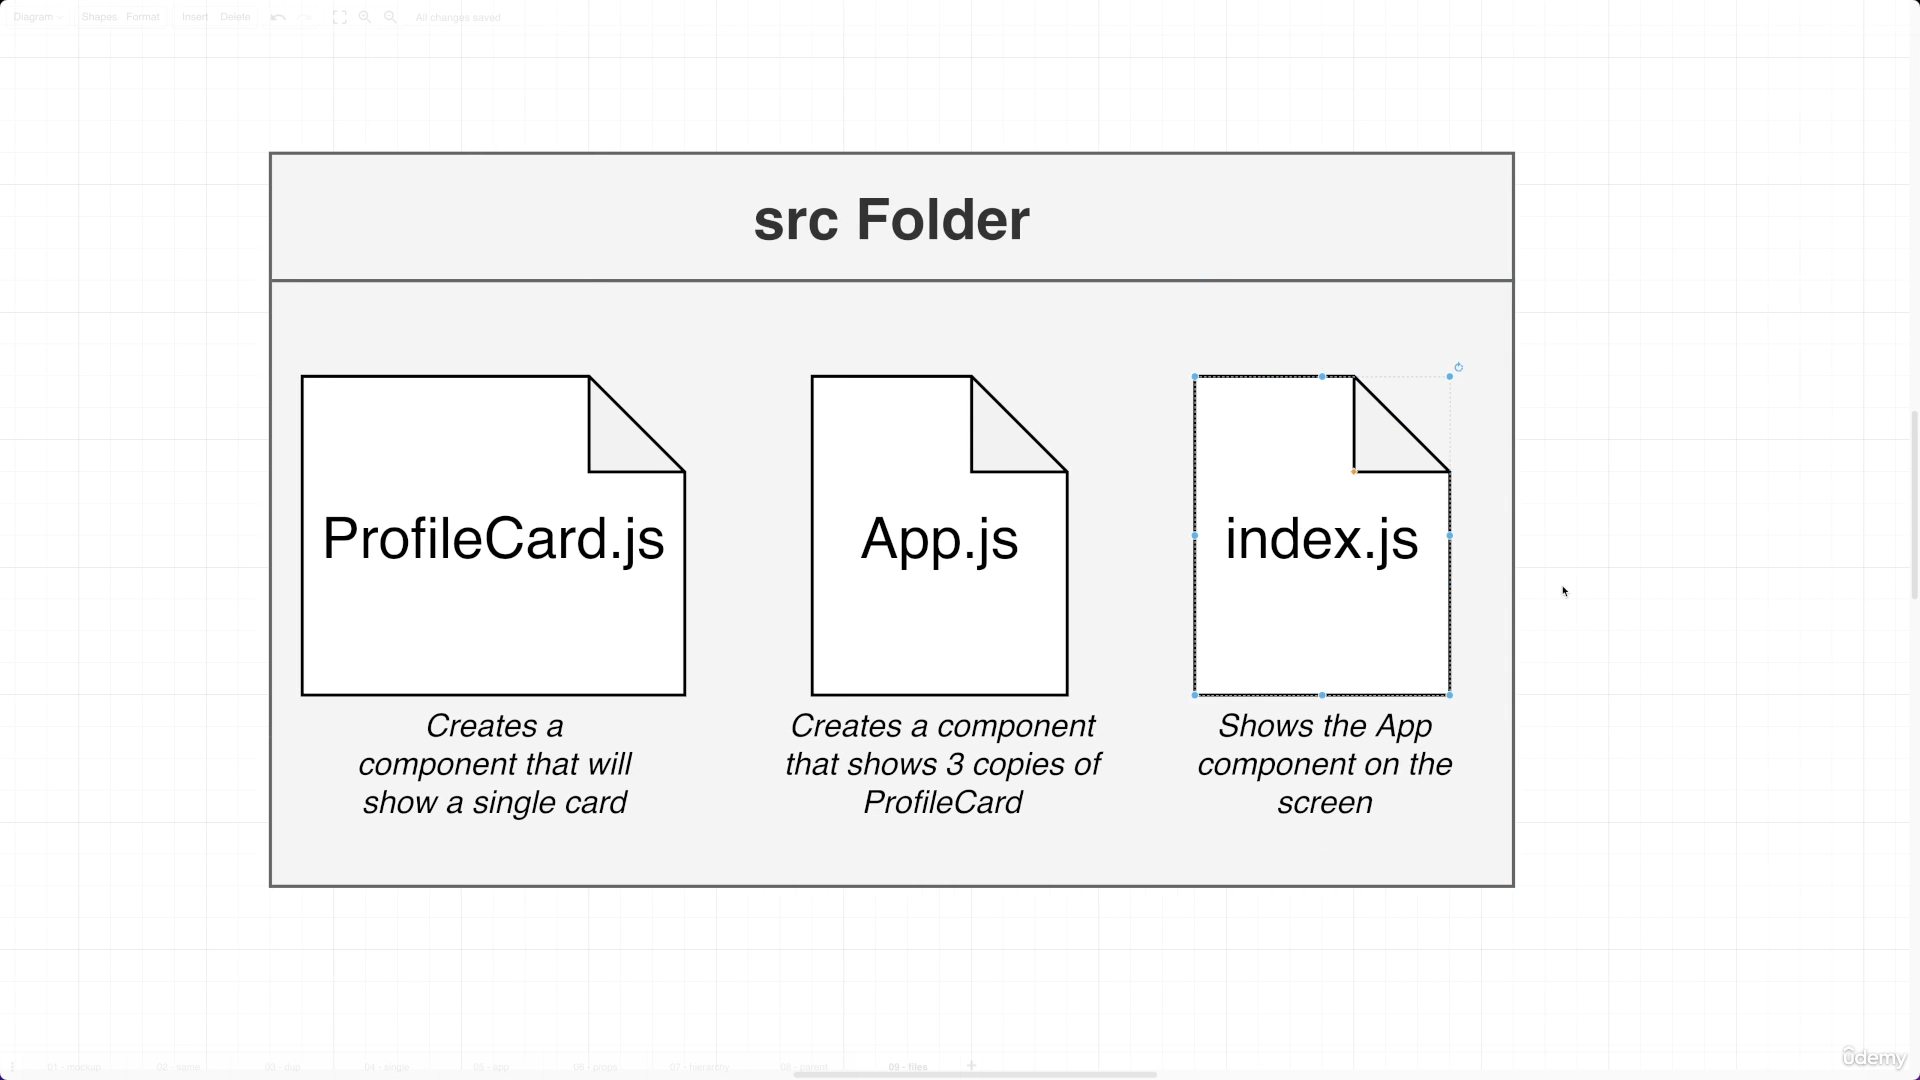 Diagram Shapes Format Insert Delete All changes saved
src Folder
ProfileCard.js
App.js
index.js
Creates a
component that will
show a single card
Creates a component
that shows 3 copies of
ProfileCard
Shows the App
component on the
screen
01 - mockup 02 - same 03 - dup 04 - single 05 - app 06 - props 07 - hierarchy 08 - parent 09 - files
udemy